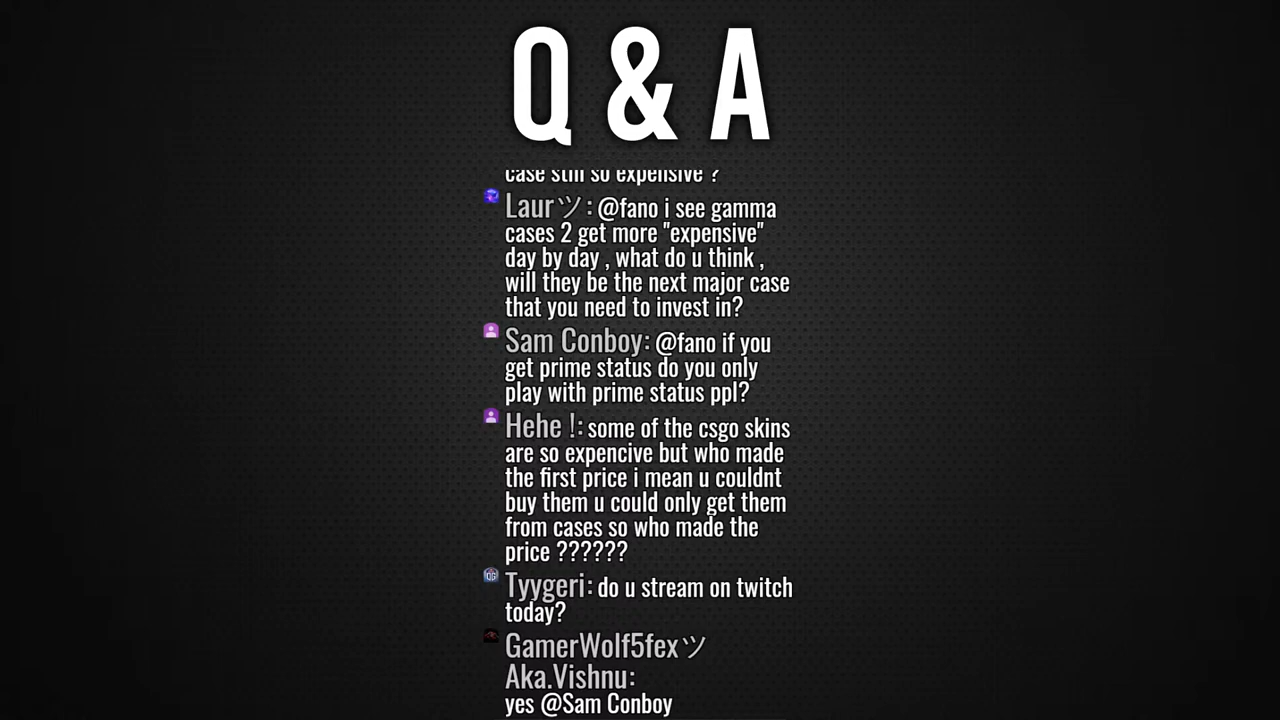 Q & A
case still so expensive ?
Laurツ: @fano i see gamma
cases 2 get more "expensive"
day by day , what do u think ,
will they be the next major case
that you need to invest in?
Sam Conboy: @fano if you
get prime status do you only
play with prime status ppl?
Hehe !: some of the csgo skins
are so expencive but who made
the first price i mean u couldnt
buy them u could only get them
from cases so who made the
price ??????
Tyygeri: do u stream on twitch
today?
GamerWolf5fexツ
Aka.Vishnu:
yes @Sam Conboy